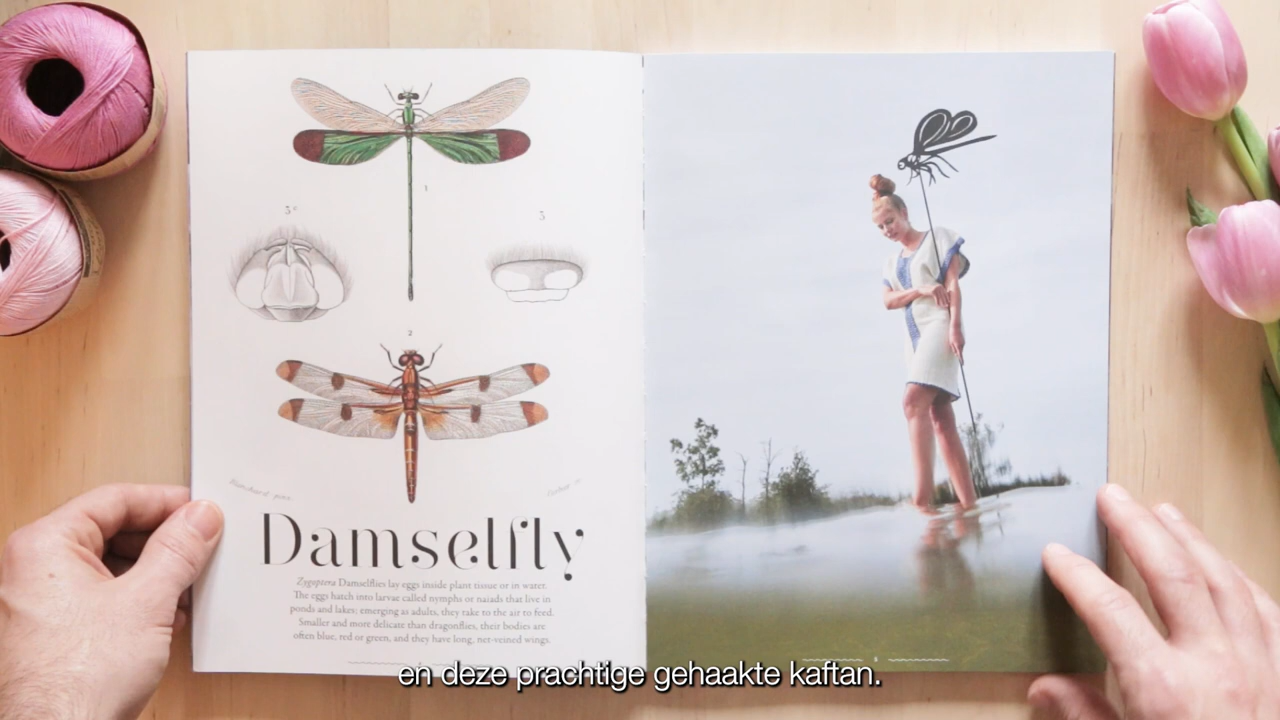 1
3c
3
2
Blanchard pinx.
Damselfly
Zygoptera Damselflies lay eggs inside plant tissue or in water.
The eggs hatch into larvae called nymphs or naiads that live in
ponds and lakes; emerging as adults, they take to the air to feed.
Smaller and more delicate than dragonflies, their bodies are
often blue, red or green, and they have long, net-veined wings.
en deze prachtige gehaakte kaftan.